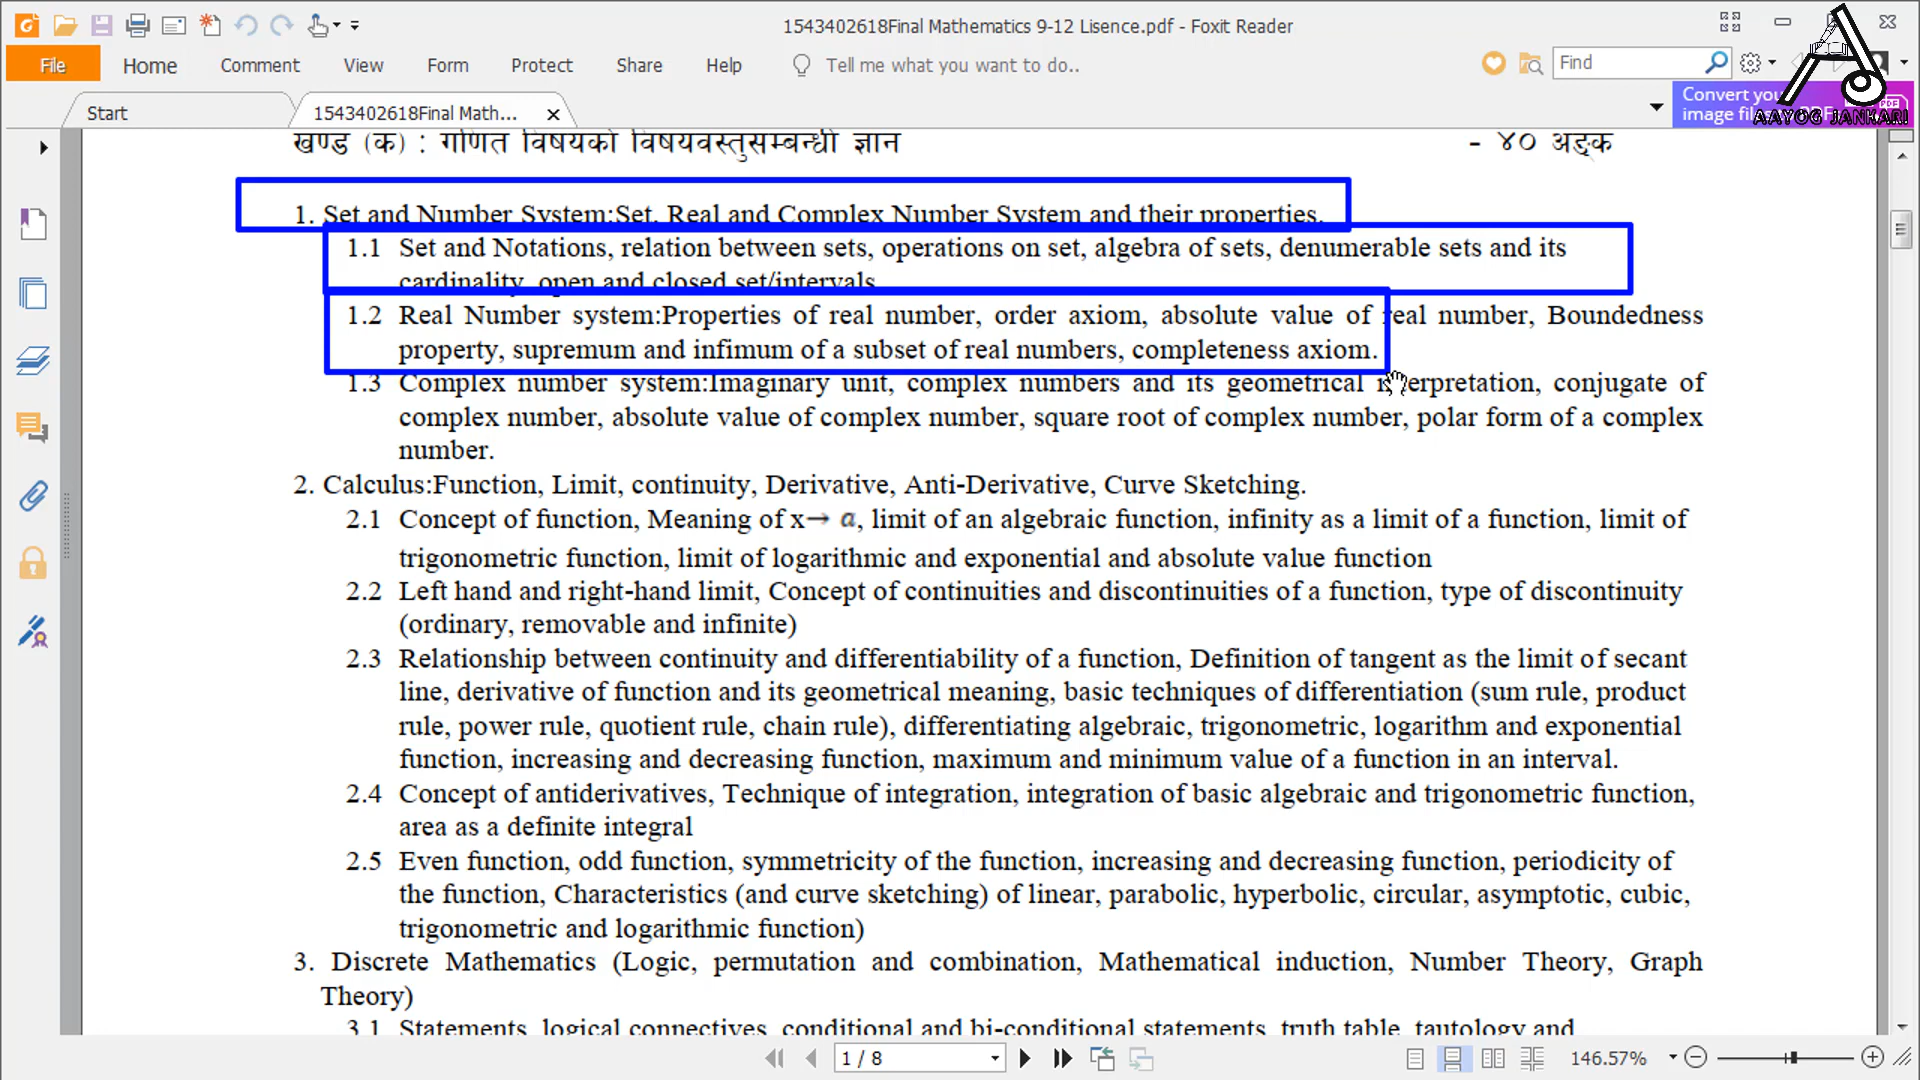 1543402618Final Mathematics 9-12 Lisence.pdf - Foxit Reader
File Home Comment View Form Protect Share Help Tell me what you want to do.. Find
Start 1543402618Final Math...
Convert you
image fil
AAYOG JANKARI
खण्ड (क) : गणित विषयको विषयवस्तुसम्बन्धी ज्ञान - ४० अङ्क
1. Set and Number System:Set, Real and Complex Number System and their properties.
1.1 Set and Notations, relation between sets, operations on set, algebra of sets, denumerable sets and its
cardinality, open and closed set/intervals
1.2 Real Number system:Properties of real number, order axiom, absolute value of real number, Boundedness
property, supremum and infimum of a subset of real numbers, completeness axiom.
1.3 Complex number system:Imaginary unit, complex numbers and its geometrical interpretation, conjugate of
complex number, absolute value of complex number, square root of complex number, polar form of a complex
number.
2. Calculus:Function, Limit, continuity, Derivative, Anti-Derivative, Curve Sketching.
2.1 Concept of function, Meaning of x→ a, limit of an algebraic function, infinity as a limit of a function, limit of
trigonometric function, limit of logarithmic and exponential and absolute value function
2.2 Left hand and right-hand limit, Concept of continuities and discontinuities of a function, type of discontinuity
(ordinary, removable and infinite)
2.3 Relationship between continuity and differentiability of a function, Definition of tangent as the limit of secant
line, derivative of function and its geometrical meaning, basic techniques of differentiation (sum rule, product
rule, power rule, quotient rule, chain rule), differentiating algebraic, trigonometric, logarithm and exponential
function, increasing and decreasing function, maximum and minimum value of a function in an interval.
2.4 Concept of antiderivatives, Technique of integration, integration of basic algebraic and trigonometric function,
area as a definite integral
2.5 Even function, odd function, symmetricity of the function, increasing and decreasing function, periodicity of
the function, Characteristics (and curve sketching) of linear, parabolic, hyperbolic, circular, asymptotic, cubic,
trigonometric and logarithmic function)
3. Discrete Mathematics (Logic, permutation and combination, Mathematical induction, Number Theory, Graph
Theory)
3.1 Statements, logical connectives, conditional and bi-conditional statements, truth table, tautology and
1 / 8 146.57%